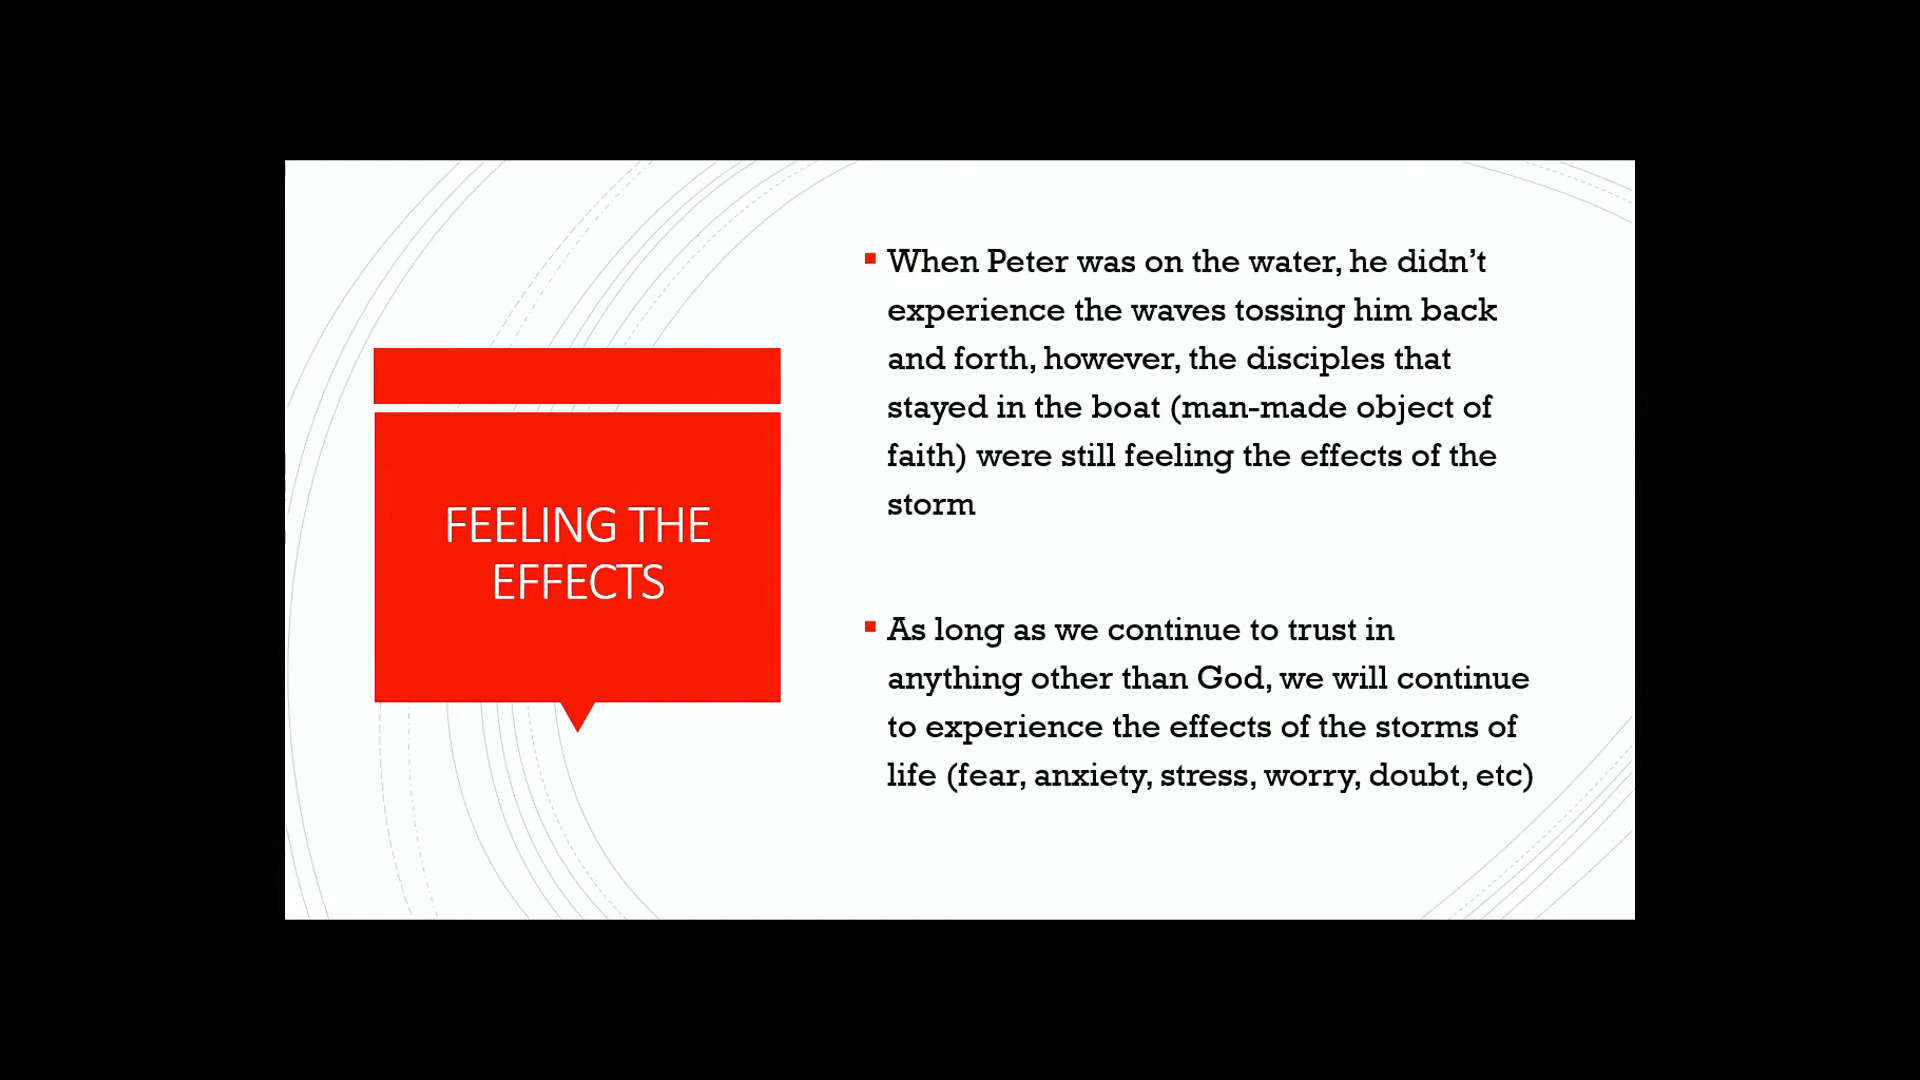 FEELING THE
EFFECTS
When Peter was on the water, he didn’t
experience the waves tossing him back
and forth, however, the disciples that
stayed in the boat (man-made object of
faith) were still feeling the effects of the
storm
As long as we continue to trust in
anything other than God, we will continue
to experience the effects of the storms of
life (fear, anxiety, stress, worry, doubt, etc)